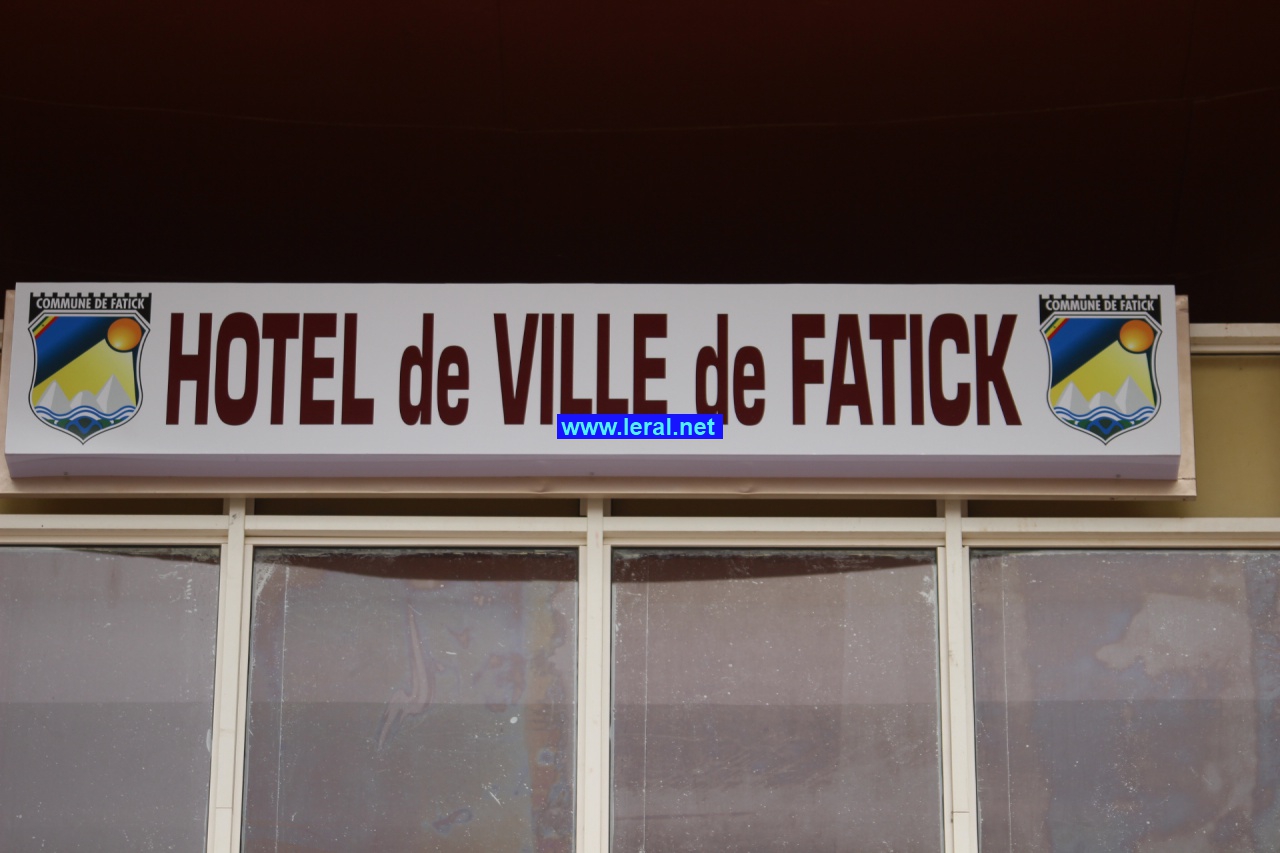 COMMUNE DE FATICK
HOTEL de VILLE de FATICK
COMMUNE DE FATICK
www.leral.net